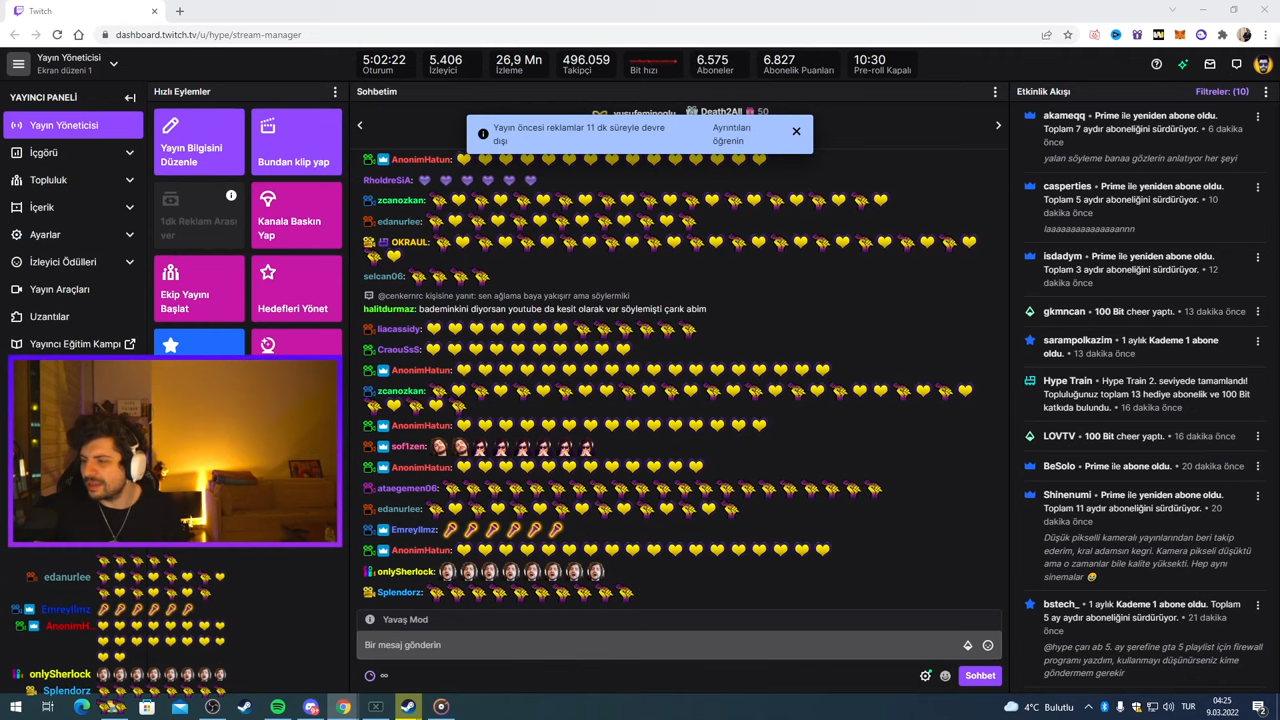 Twitch
dashboard.twitch.tv/u/hype/stream-manager
Yayın Yöneticisi
Ekran düzeni 1
5:02:22
Oturum
5.406
İzleyici
26,9 Mn
İzleme
496.059
Takipçi
Bit hızı
6.575
Aboneler
6.827
Abonelik Puanları
10:30
Pre-roll Kapalı
YAYINCI PANELİ
Yayın Yöneticisi
İçgörü
Topluluk
İçerik
Ayarlar
İzleyici Ödülleri
Yayın Araçları
Uzantılar
Yayıncı Eğitim Kampı
Hızlı Eylemler
Yayın Bilgisini
Düzenle
Bundan klip yap
1dk Reklam Arası
ver
Kanala Baskın
Yap
Ekip Yayını
Başlat
Hedefleri Yönet
Sohbetim
yusufeminoglu
Death2All 50
Yayın öncesi reklamlar 11 dk süreyle devre
dışı
Ayrıntıları
öğrenin
AnonimHatun:
RholdreSiA:
zcanozkan:
edanurlee:
OKRAUL:
selcan06:
@cenkernrc kişisine yanıt: sen ağlama baya yakışırr ama söylermiki
halitdurmaz: bademinkini diyorsan youtube da kesit olarak var söylemişti çarık abim
liacassidy:
CraouSsS:
AnonimHatun:
zcanozkan:
AnonimHatun:
sof1zen:
AnonimHatun:
ataegemen06:
edanurlee:
Emreyllmz:
AnonimHatun:
onlySherlock:
Splendorz:
Yavaş Mod
Bir mesaj gönderin
Sohbet
Etkinlik Akışı
Filtreler: (10)
akameqq • Prime ile yeniden abone oldu.
Toplam 7 aydır aboneliğini sürdürüyor. • 6 dakika
önce
yalan söyleme banaa gözlerin anlatıyor her şeyi
casperties • Prime ile yeniden abone oldu.
Toplam 5 aydır aboneliğini sürdürüyor. • 10
dakika önce
laaaaaaaaaaaaaaannn
isdadym • Prime ile yeniden abone oldu.
Toplam 3 aydır aboneliğini sürdürüyor. • 12
dakika önce
gkmncan • 100 Bit cheer yaptı. • 13 dakika önce
sarampolkazim • 1 aylık Kademe 1 abone
oldu. • 13 dakika önce
Hype Train • Hype Train 2. seviyede tamamlandı!
Topluluğunuz toplam 13 hediye abonelik ve 100 Bit
katkıda bulundu. • 16 dakika önce
LOVTV • 100 Bit cheer yaptı. • 16 dakika önce
BeSolo • Prime ile abone oldu. • 20 dakika önce
Shinenumi • Prime ile yeniden abone oldu.
Toplam 11 aydır aboneliğini sürdürüyor. • 20
dakika önce
Düşük pikselli kameralı yayınlarından beri takip
ederim, kral adamsın kegri. Kamera pikseli düşüktü
ama o zamanlar bile kalite yüksekti. Hep aynı
sinemalar
bstech_ • 1 aylık Kademe 1 abone oldu. Toplam
5 ay aydır aboneliğini sürdürüyor. • 21 dakika
önce
@hype çarı ab 5. ay şerefine gta 5 playlist için firewall
programı yazdım, kullanmayı düşünürseniz kime
göndermem gerekir
edanurlee
Emreyllmz
AnonimH...
onlySherlock
Splendorz
4°C Bulutlu
TUR
04:25
9.03.2022
2